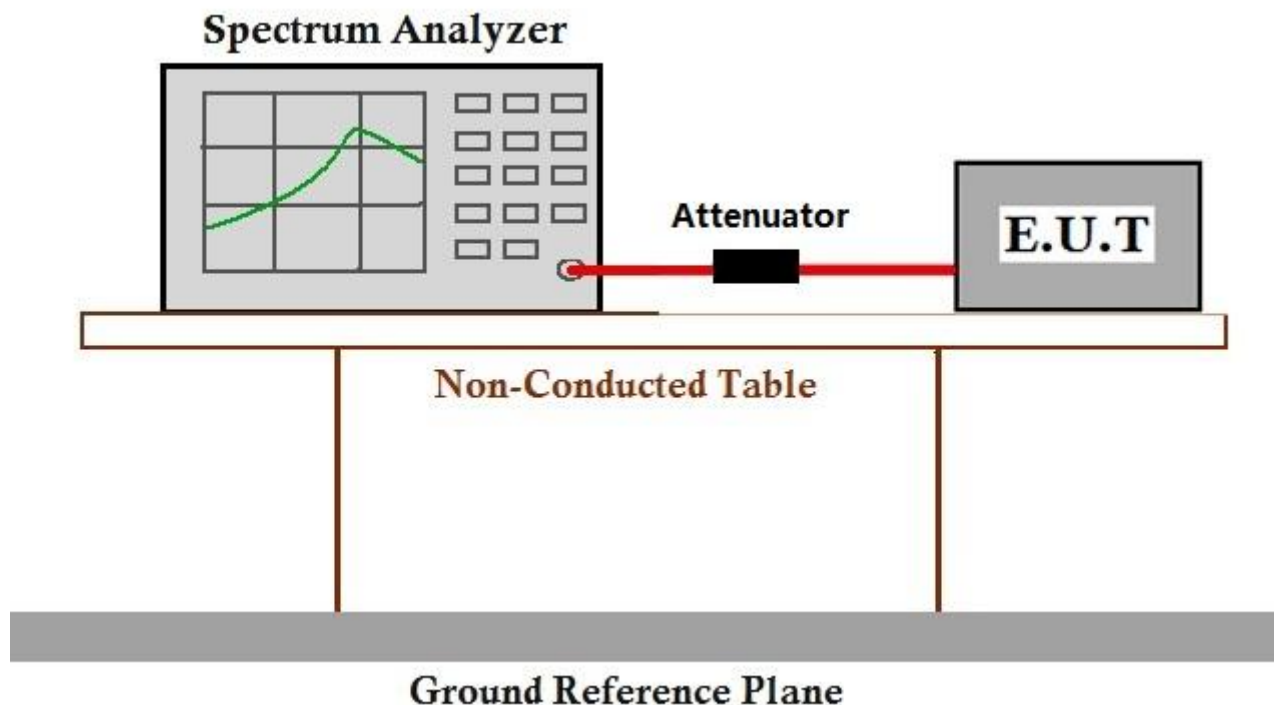 Spectrum Analyzer
Attenuator
E.U.T
Non-Conducted Table
Ground Reference Plane